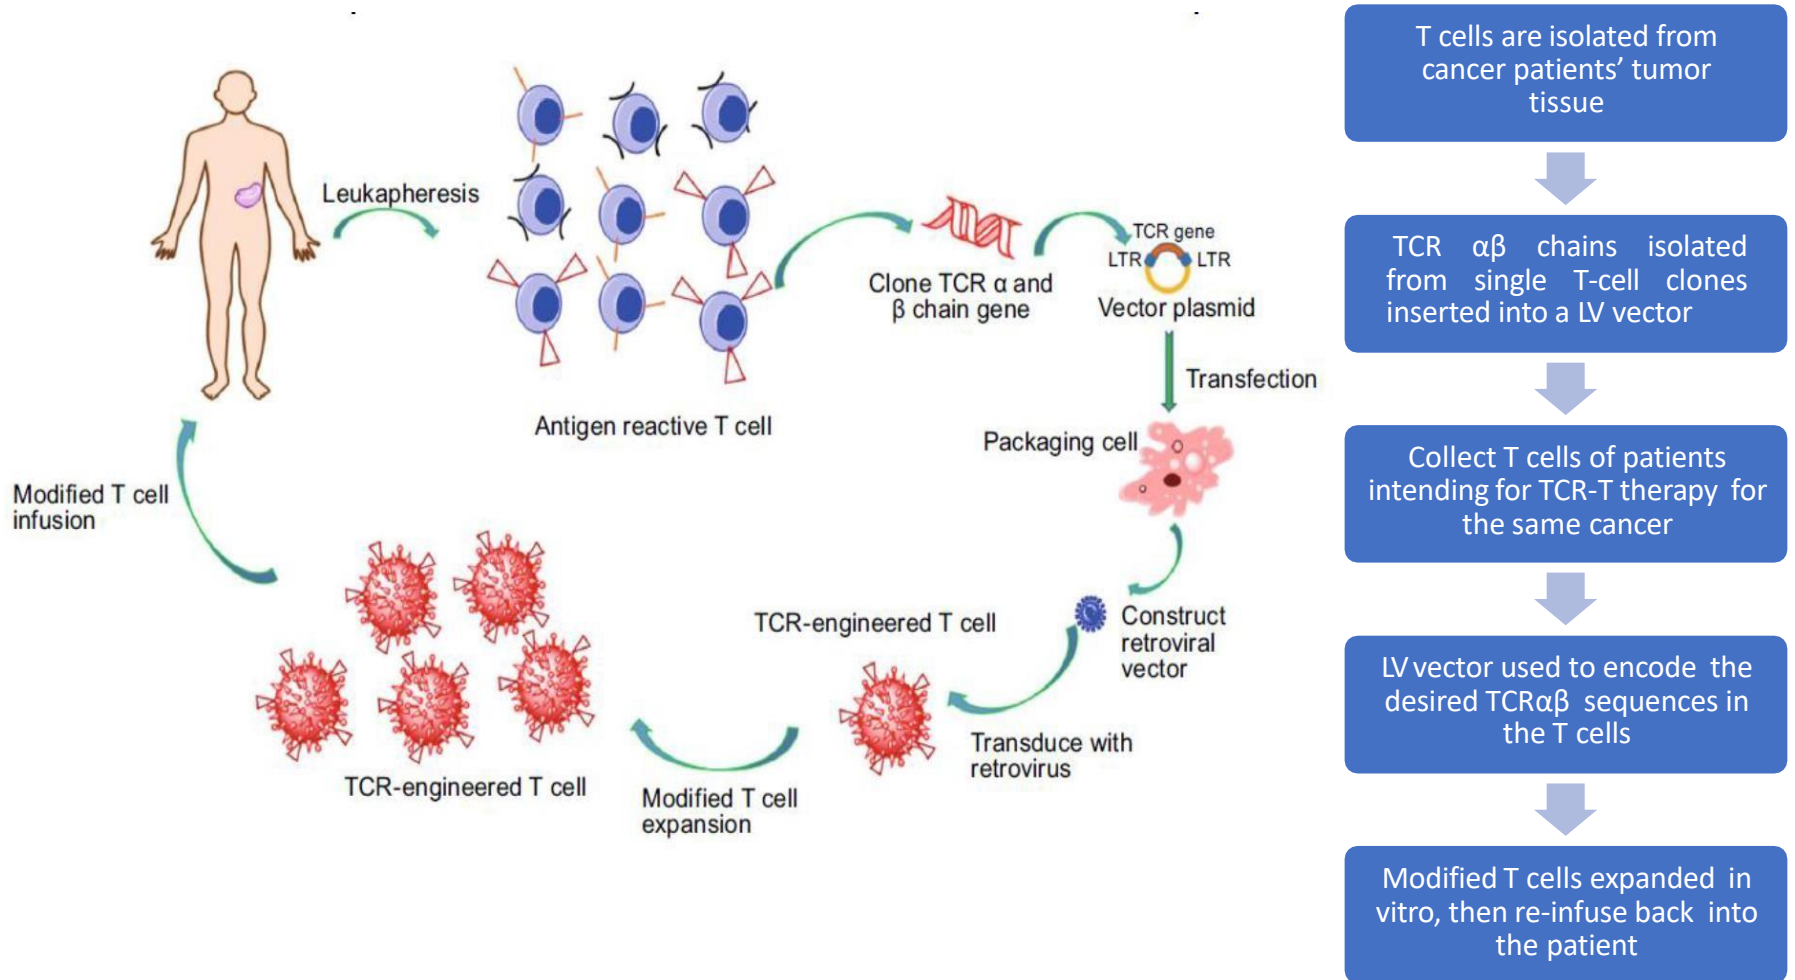 Leukapheresis
Antigen reactive T cell
Clone TCR α and
β chain gene
TCR gene
LTR
LTR
Vector plasmid
Transfection
Packaging cell
Construct
retroviral
vector
Transduce with
retrovirus
TCR-engineered T cell
Modified T cell
expansion
TCR-engineered T cell
Modified T cell
infusion
T cells are isolated from
cancer patients’ tumor
tissue
TCR αβ chains isolated
from single T-cell clones
inserted into a LV vector
Collect T cells of patients
intending for TCR-T therapy for
the same cancer
LV vector used to encode the
desired TCRαβ sequences in
the T cells
Modified T cells expanded in
vitro, then re-infuse back into
the patient